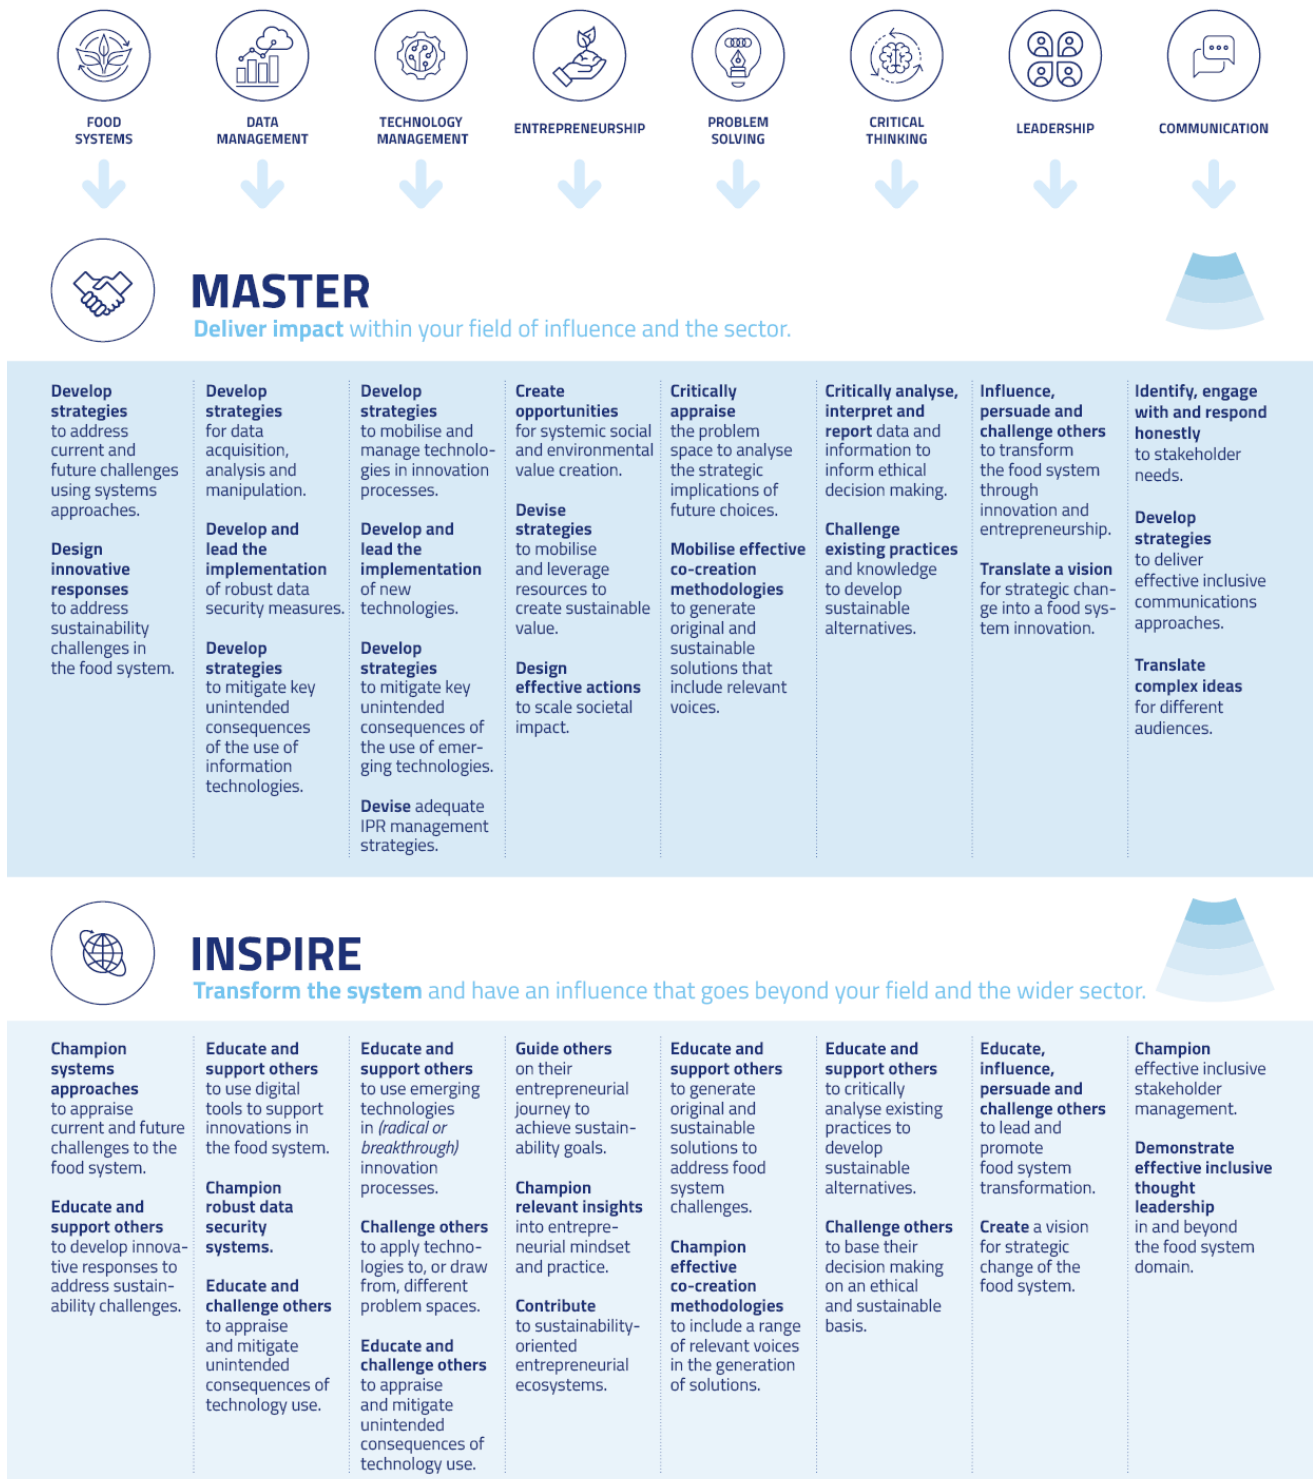 FOOD
SYSTEMS
DATA
MANAGEMENT
TECHNOLOGY
MANAGEMENT
ENTREPRENEURSHIP
PROBLEM
SOLVING
CRITICAL
THINKING
LEADERSHIP
COMMUNICATION
MASTER
Deliver impact within your field of influence and the sector.
Develop
strategies
to address
current and
future challenges
using systems
approaches.
Design
innovative
responses
to address
sustainability
challenges in
the food system.
Develop
strategies
for data
acquisition,
analysis and
manipulation.
Develop and
lead the
implementation
of robust data
security measures.
Develop
strategies
to mitigate key
unintended
consequences
of the use of
information
technologies.
Develop
strategies
to mobilise and
manage technolo-
gies in innovation
processes.
Develop and
lead the
implementation
of new
technologies.
Develop
strategies
to mitigate key
unintended
consequences of
the use of emer-
ging technologies.
Devise adequate
IPR management
strategies.
Create
opportunities
for systemic social
and environmental
value creation.
Devise
strategies
to mobilise
and leverage
resources to
create sustainable
value.
Design
effective actions
to scale societal
impact.
Critically
appraise
the problem
space to analyse
the strategic
implications of
future choices.
Mobilise effective
co-creation
methodologies
to generate
original and
sustainable
solutions that
include relevant
voices.
Critically analyse,
interpret and
report data and
information to
inform ethical
decision making.
Challenge
existing practices
and knowledge
to develop
sustainable
alternatives.
Influence,
persuade and
challenge others
to transform
the food system
through
innovation and
entrepreneurship.
Translate a vision
for strategic chan-
ge into a food sys-
tem innovation.
Identify, engage
with and respond
honestly
to stakeholder
needs.
Develop
strategies
to deliver
effective inclusive
communications
approaches.
Translate
complex ideas
for different
audiences.
INSPIRE
Transform the system and have an influence that goes beyond your field and the wider sector.
Champion
systems
approaches
to appraise
current and future
challenges to the
food system.
Educate and
support others
to develop innova-
tive responses to
address sustain-
ability challenges.
Educate and
support others
to use digital
tools to support
innovations in
the food system.
Champion
robust data
security
systems.
Educate and
challenge others
to appraise
and mitigate
unintended
consequences of
technology use.
Educate and
support others
to use emerging
technologies
in (radical or
breakthrough)
innovation
processes.
Challenge others
to apply techno-
logies to, or draw
from, different
problem spaces.
Educate and
challenge others
to appraise
and mitigate
unintended
consequences of
technology use.
Guide others
on their
entrepreneurial
journey to
achieve sustain-
ability goals.
Champion
relevant insights
into entrepre-
neurial mindset
and practice.
Contribute
to sustainability-
oriented
entrepreneurial
ecosystems.
Educate and
support others
to generate
original and
sustainable
solutions to
address food
system
challenges.
Champion
effective
co-creation
methodologies
to include a range
of relevant voices
in the generation
of solutions.
Educate and
support others
to critically
analyse existing
practices to
develop
sustainable
alternatives.
Challenge others
to base their
decision making
on an ethical
and sustainable
basis.
Educate,
influence,
persuade and
challenge others
to lead and
promote
food system
transformation.
Create a vision
for strategic
change of the
food system.
Champion
effective inclusive
stakeholder
management.
Demonstrate
effective inclusive
thought
leadership
in and beyond
the food system
domain.